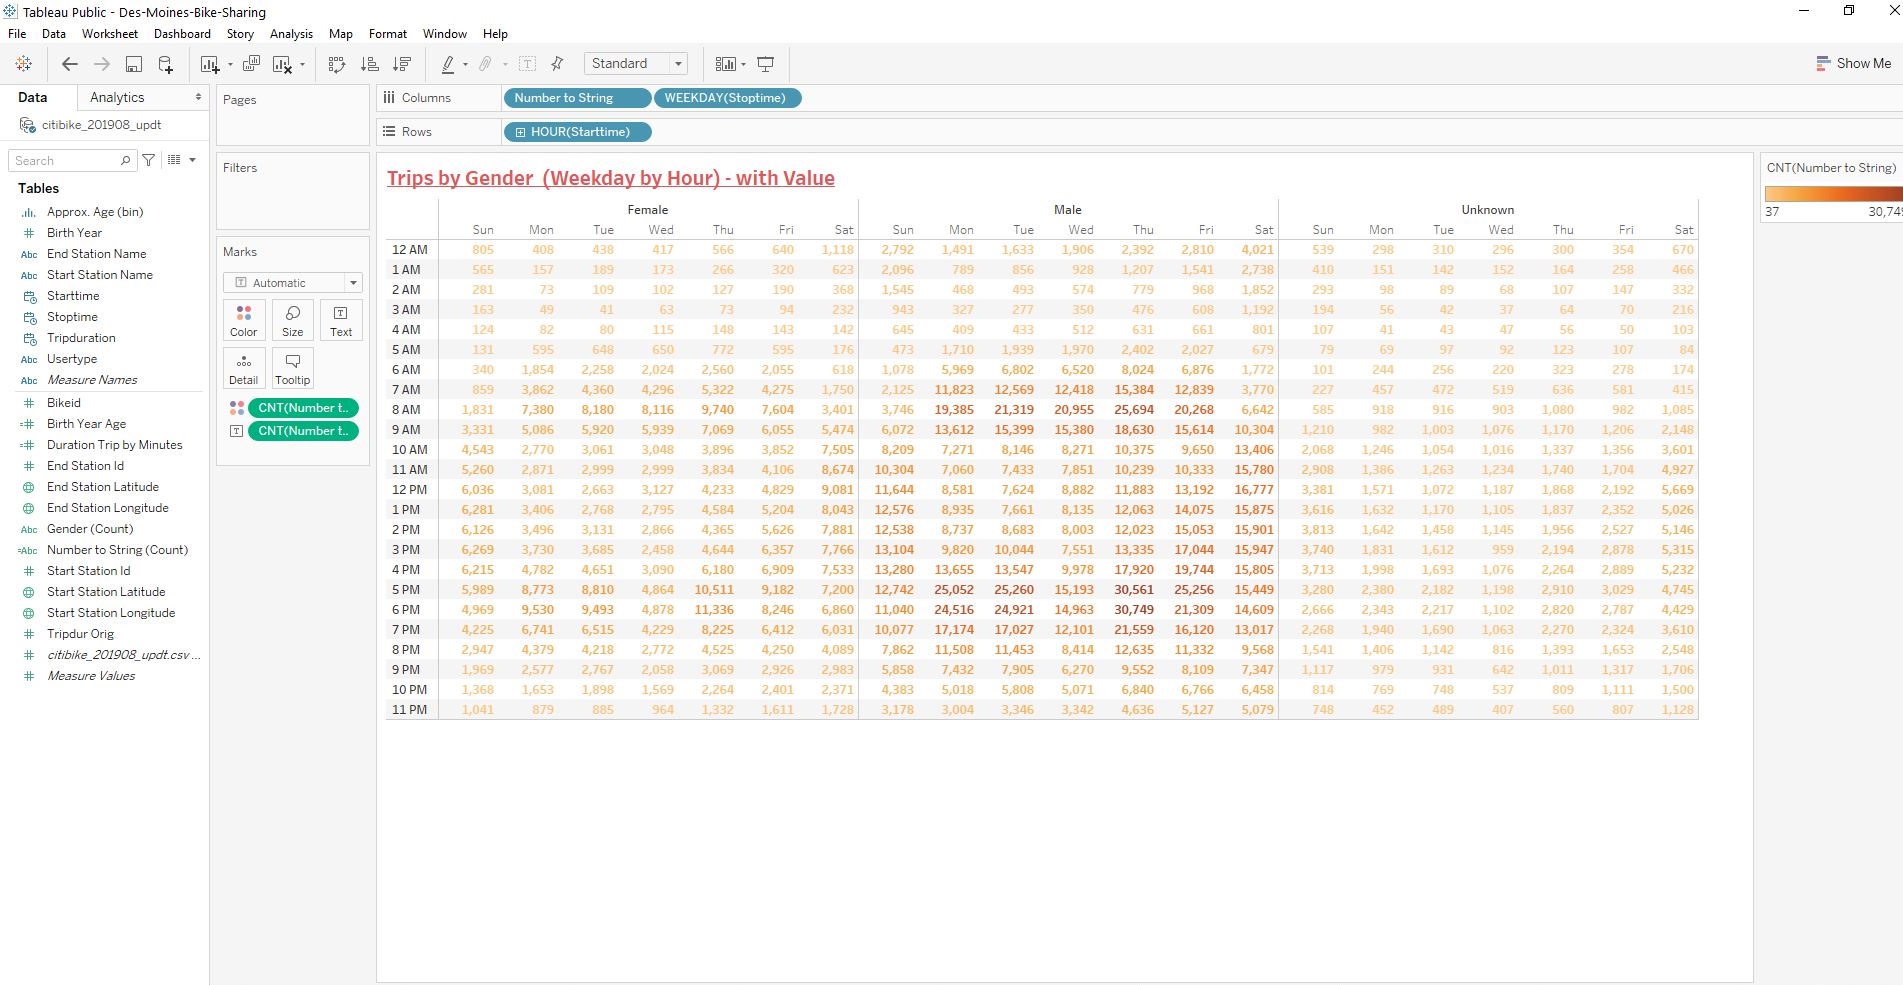 Tableau Public - Des-Moines-Bike-Sharing
File Data Worksheet Dashboard Story Analysis Map Format Window Help
Standard
Show Me
Data Analytics
citibike_201908_updt
Search
Tables
Approx. Age (bin)
Birth Year
Abc End Station Name
Abc Start Station Name
Starttime
Stoptime
Tripduration
Abc Usertype
Abc Measure Names
Bikeid
Birth Year Age
Duration Trip by Minutes
End Station Id
End Station Latitude
End Station Longitude
Abc Gender (Count)
=Abc Number to String (Count)
Start Station Id
Start Station Latitude
Start Station Longitude
Tripdur Orig
citibike_201908_updt.csv ...
Measure Values
Pages
Filters
Marks
Automatic
Color Size Text
Detail Tooltip
CNT(Number t..
CNT(Number t..
Columns Number to String WEEKDAY(Stoptime)
Rows HOUR(Starttime)
Trips by Gender (Weekday by Hour) - with Value
Female Male Unknown
Sun Mon Tue Wed Thu Fri Sat Sun Mon Tue Wed Thu Fri Sat Sun Mon Tue Wed Thu Fri Sat
12 AM 805 408 438 417 566 640 1,118 2,792 1,491 1,633 1,906 2,392 2,810 4,021 539 298 310 296 300 354 670
1 AM 565 157 189 173 266 320 623 2,096 789 856 928 1,207 1,541 2,738 410 151 142 152 164 258 466
2 AM 281 73 109 102 127 190 368 1,545 468 493 574 779 968 1,852 293 98 89 68 107 147 332
3 AM 163 49 41 63 73 94 232 943 327 277 350 476 608 1,192 194 56 42 37 64 70 216
4 AM 124 82 80 115 148 143 142 645 409 433 512 631 661 801 107 41 43 47 56 50 103
5 AM 131 595 648 650 772 595 176 473 1,710 1,939 1,970 2,402 2,027 679 79 69 97 92 123 107 84
6 AM 340 1,854 2,258 2,024 2,560 2,055 618 1,078 5,969 6,802 6,520 8,024 6,876 1,772 101 244 256 220 323 278 174
7 AM 859 3,862 4,360 4,296 5,322 4,275 1,750 2,125 11,823 12,569 12,418 15,384 12,839 3,770 227 457 472 519 636 581 415
8 AM 1,831 7,380 8,180 8,116 9,740 7,604 3,401 3,746 19,385 21,319 20,955 25,694 20,268 6,642 585 918 916 903 1,080 982 1,085
9 AM 3,331 5,086 5,920 5,939 7,069 6,055 5,474 6,072 13,612 15,399 15,380 18,630 15,614 10,304 1,210 982 1,003 1,076 1,170 1,206 2,148
10 AM 4,543 2,770 3,061 3,048 3,896 3,852 7,505 8,209 7,271 8,146 8,271 10,375 9,650 13,406 2,068 1,246 1,054 1,016 1,337 1,356 3,601
11 AM 5,260 2,871 2,999 2,999 3,834 4,106 8,674 10,304 7,060 7,433 7,851 10,239 10,333 15,780 2,908 1,386 1,263 1,234 1,740 1,704 4,927
12 PM 6,036 3,081 2,663 3,127 4,233 4,829 9,081 11,644 8,581 7,624 8,882 11,883 13,192 16,777 3,381 1,571 1,072 1,187 1,868 2,192 5,669
1 PM 6,281 3,406 2,768 2,795 4,584 5,204 8,043 12,576 8,935 7,661 8,135 12,063 14,075 15,875 3,616 1,632 1,170 1,105 1,837 2,352 5,026
2 PM 6,126 3,496 3,131 2,866 4,365 5,626 7,881 12,538 8,737 8,683 8,003 12,023 15,053 15,901 3,813 1,642 1,458 1,145 1,956 2,527 5,146
3 PM 6,269 3,730 3,685 2,458 4,644 6,357 7,766 13,104 9,820 10,044 7,551 13,335 17,044 15,947 3,740 1,831 1,612 959 2,194 2,878 5,315
4 PM 6,215 4,782 4,651 3,090 6,180 6,909 7,533 13,280 13,655 13,547 9,978 17,920 19,744 15,805 3,713 1,998 1,693 1,076 2,264 2,889 5,232
5 PM 5,989 8,773 8,810 4,864 10,511 9,182 7,200 12,742 25,052 25,260 15,193 30,561 25,256 15,449 3,280 2,380 2,182 1,198 2,910 3,029 4,745
6 PM 4,969 9,530 9,493 4,878 11,336 8,246 6,860 11,040 24,516 24,921 14,963 30,749 21,309 14,609 2,666 2,343 2,217 1,102 2,820 2,787 4,429
7 PM 4,225 6,741 6,515 4,229 8,225 6,412 6,031 10,077 17,174 17,027 12,101 21,559 16,120 13,017 2,268 1,940 1,690 1,063 2,270 2,324 3,610
8 PM 2,947 4,379 4,218 2,772 4,525 4,250 4,089 7,862 11,508 11,453 8,414 12,635 11,332 9,568 1,541 1,406 1,142 816 1,393 1,653 2,548
9 PM 1,969 2,577 2,767 2,058 3,069 2,926 2,983 5,858 7,432 7,905 6,270 9,552 8,109 7,347 1,117 979 931 642 1,011 1,317 1,706
10 PM 1,368 1,653 1,898 1,569 2,264 2,401 2,371 4,383 5,018 5,808 5,071 6,840 6,766 6,458 814 769 748 537 809 1,111 1,500
11 PM 1,041 879 885 964 1,332 1,611 1,728 3,178 3,004 3,346 3,342 4,636 5,127 5,079 748 452 489 407 560 807 1,128
CNT(Number to String)
37 30,74